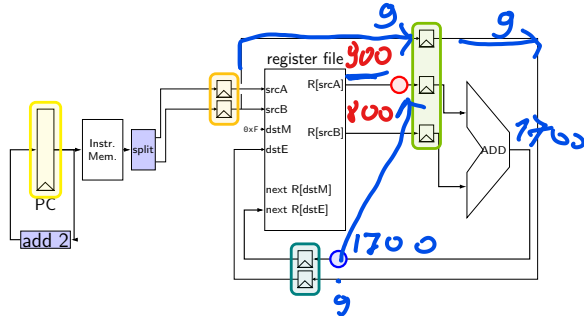 9
9
register file
900
srcA
R[srcA]
srcB
800
0xF
dstM
R[srcB]
Instr.
Mem.
split
dstE
ADD
1700
next R[dstM]
PC
next R[dstE]
add 2
1700
9